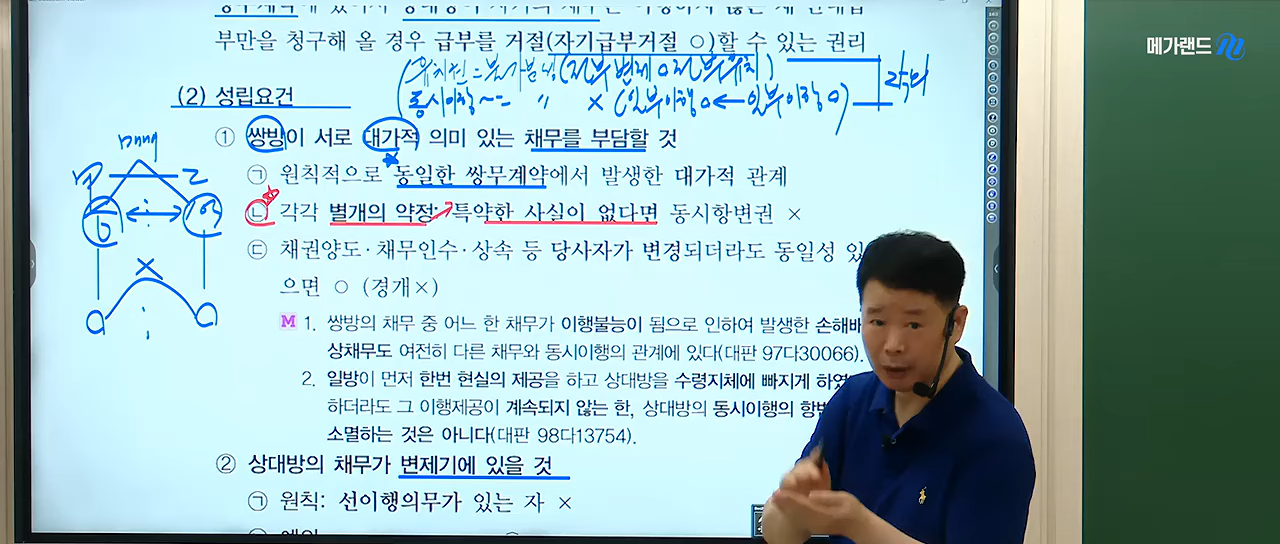 부만을 청구해 올 경우 급부를 거절(자기급부거절 ○)할 수 있는 권리
메가랜드
(전부변제 전부유치)
(2) 성립요건
× (일부이행 ← 일부이행)
① 쌍방이 서로 대가적 의미 있는 채무를 부담할 것
㉠ 원칙적으로 동일한 쌍무계약에서 발생한 대가적 관계
㉡ 각각 별개의 약정·특약한 사실이 없다면 동시항변권 ×
㉢ 채권양도·채무인수·상속 등 당사자가 변경되더라도 동일성
으면 ○ (경개×)
M 1. 쌍방의 채무 중 어느 한 채무가 이행불능이 됨으로 인하여 발생한 손해배
상채무도 여전히 다른 채무와 동시이행의 관계에 있다(대판 97다30066).
2. 일방이 먼저 한번 현실의 제공을 하고 상대방을 수령지체에 빠지게 하였
하더라도 그 이행제공이 계속되지 않는 한, 상대방의 동시이행의 항변
소멸하는 것은 아니다(대판 98다13754).
② 상대방의 채무가 변제기에 있을 것
㉠ 원칙: 선이행의무가 있는 자 ×